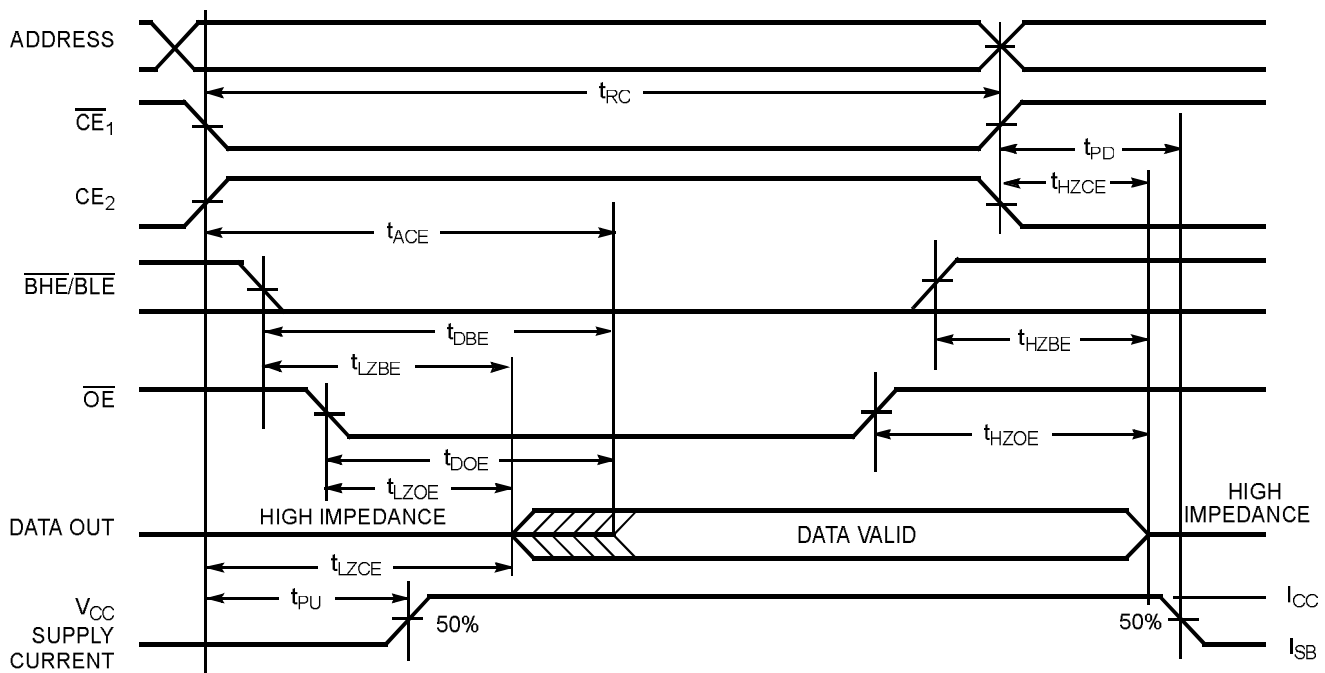 ADDRESS
tRC
CE1
tPD
tHZCE
CE2
tACE
BHE/BLE
tDBE
tHZBE
tLZBE
OE
tHZOE
tDOE
tLZOE
HIGH IMPEDANCE
HIGH
IMPEDANCE
DATA OUT
DATA VALID
tLZCE
tPU
VCC
SUPPLY
CURRENT
50%
50%
ICC
ISB